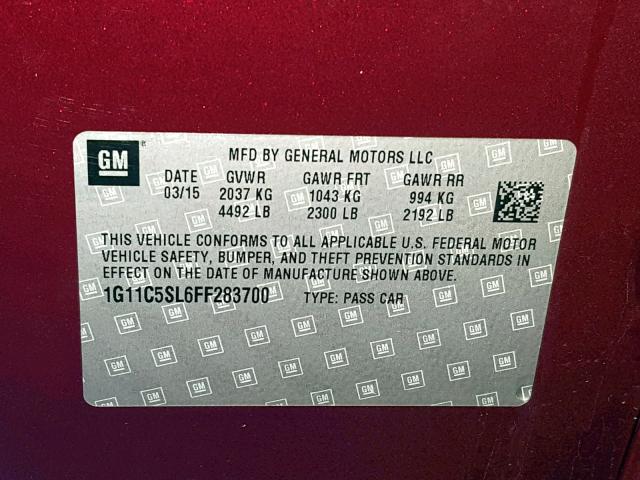 GM ®
MFD BY GENERAL MOTORS LLC
DATE GVWR GAWR FRT GAWR RR
03/15 2037 KG 1043 KG 994 KG
4492 LB 2300 LB 2192 LB
THIS VEHICLE CONFORMS TO ALL APPLICABLE U.S. FEDERAL MOTOR
VEHICLE SAFETY, BUMPER, AND THEFT PREVENTION STANDARDS IN
EFFECT ON THE DATE OF MANUFACTURE SHOWN ABOVE.
1G11C5SL6FF283700 TYPE: PASS CAR